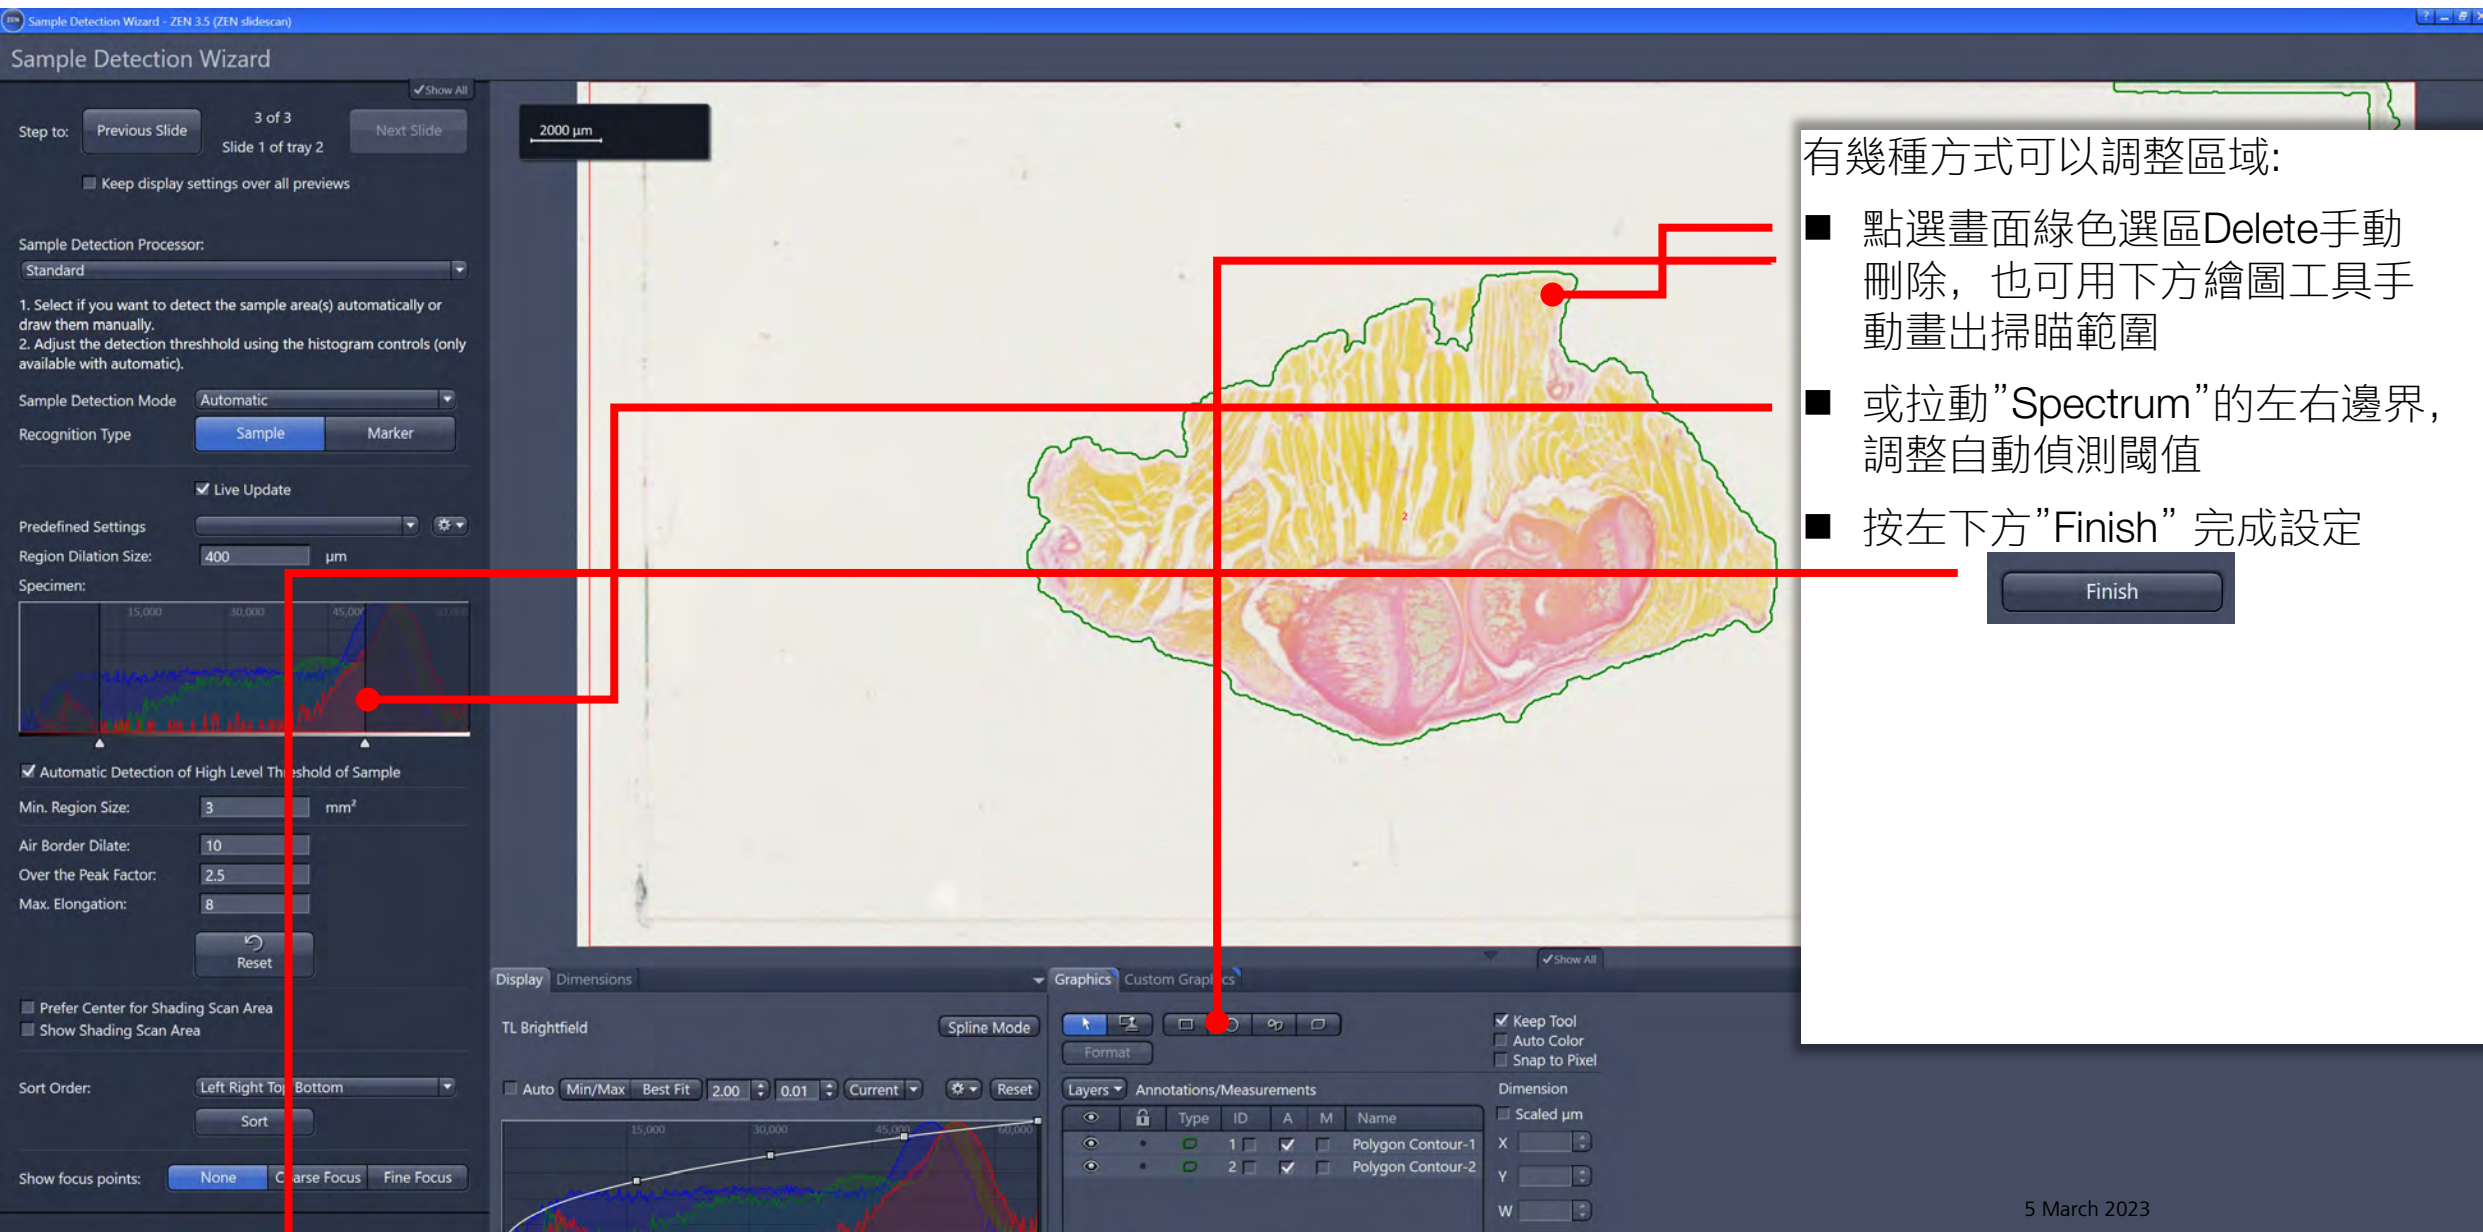 Sample Detection Wizard - ZEN 3.5 (ZEN slidescan)
Sample Detection Wizard
Show All
Step to:
Previous Slide
3 of 3
Slide 1 of tray 2
Next Slide
Keep display settings over all previews
Sample Detection Processor:
Standard
1. Select if you want to detect the sample area(s) automatically or
draw them manually.
2. Adjust the detection threshhold using the histogram controls (only
available with automatic).
Sample Detection Mode Automatic
Recognition Type Sample Marker
Live Update
Predefined Settings
Region Dilation Size: 400 µm
Specimen:
15,000 30,000
Automatic Detection of High Level Threshold of Sample
Min. Region Size: 3 mm²
Air Border Dilate: 10
Over the Peak Factor: 2.5
Max. Elongation: 8
Reset
Prefer Center for Shading Scan Area
Show Shading Scan Area
Sort Order: Left Right Top Bottom
Sort
Show focus points: None Coarse Focus Fine Focus
2000 µm
2
有幾種方式可以調整區域:
■ 點選畫面綠色選區Delete手動
刪除，也可用下方繪圖工具手
動畫出掃瞄範圍
■ 或拉動”Spectrum”的左右邊界，
調整自動偵測閾值
■ 按左下方”Finish” 完成設定
Finish
Show All
Display Dimensions
TL Brightfield
Spline Mode
Auto Min/Max Best Fit 2.00 0.01 Current Reset
15,000 30,000 45,000 60,000
Graphics Custom Graphics
Format
Keep Tool
Auto Color
Snap to Pixel
Layers Annotations/Measurements
Dimension
Type ID A M Name
Scaled µm
1 Polygon Contour-1
2 Polygon Contour-2
X
Y
W
5 March 2023